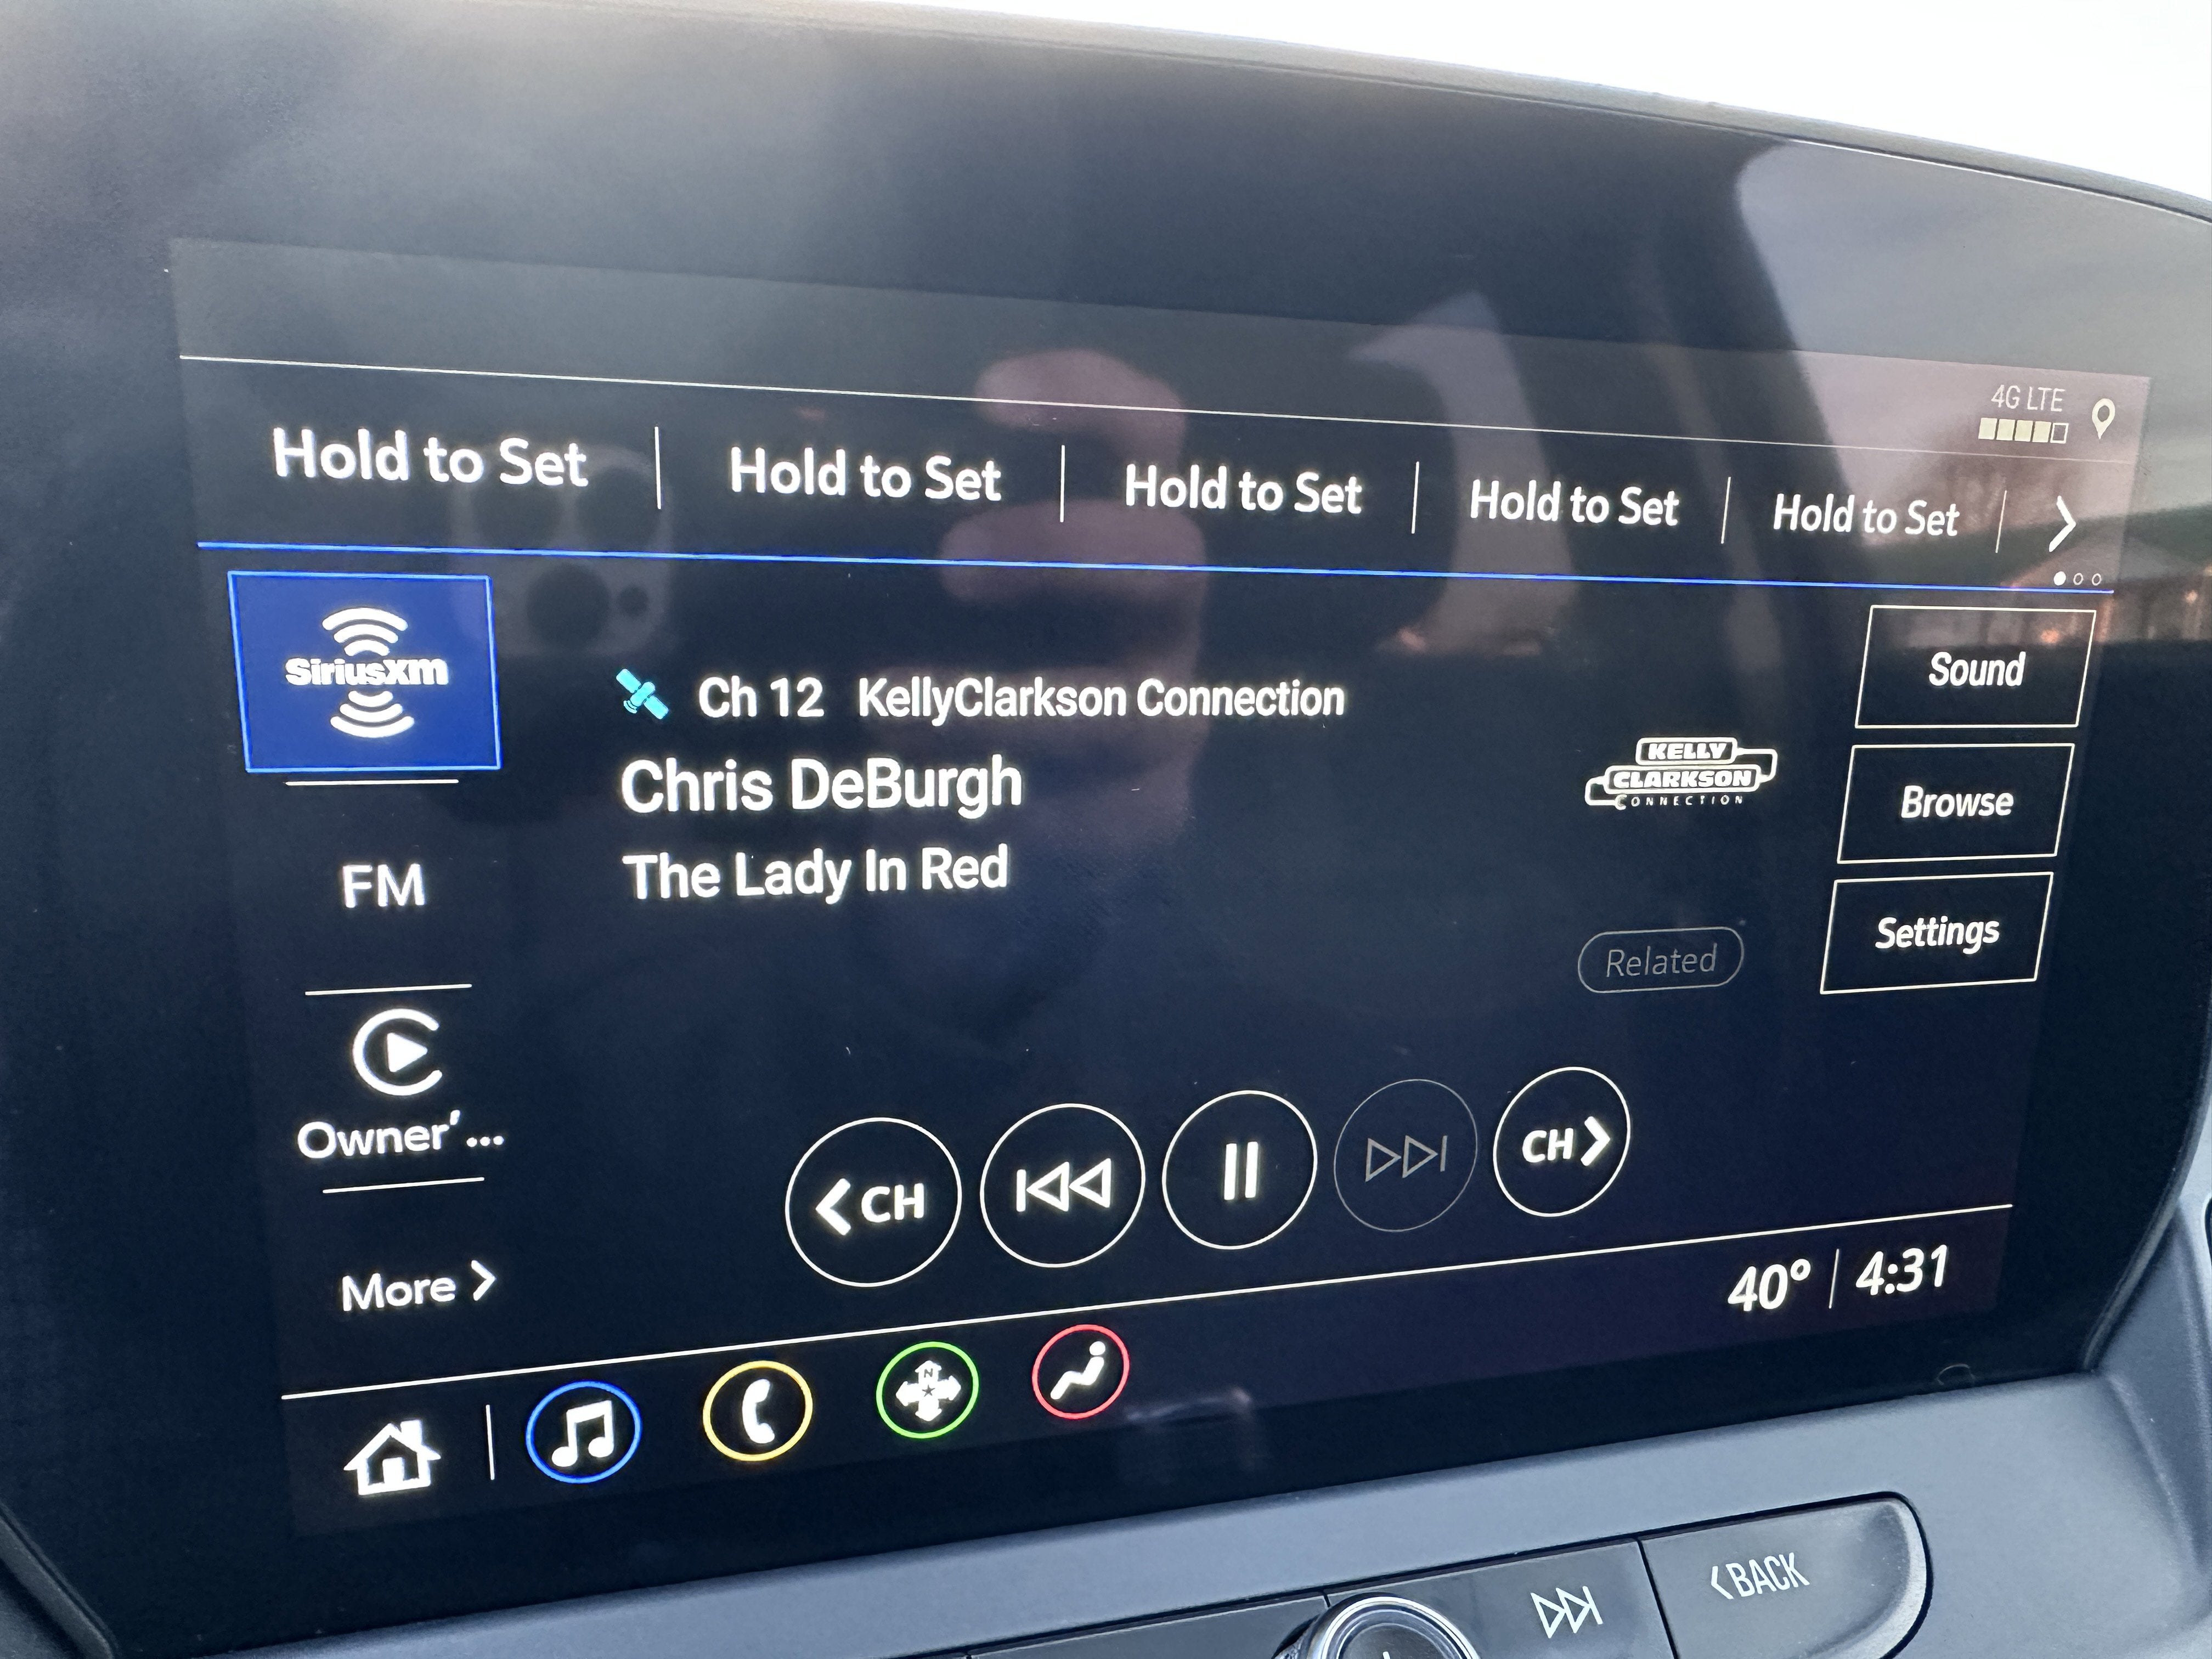 4G LTE
Hold to Set
Hold to Set
Hold to Set
Hold to Set
Hold to Set
SiriusXM
FM
Owner' ...
More
Ch 12 KellyClarkson Connection
Chris DeBurgh
The Lady In Red
KELLY
CLARKSON
CONNECTION
Related
Sound
Browse
Settings
CH
CH
N
40° 4:31
BACK